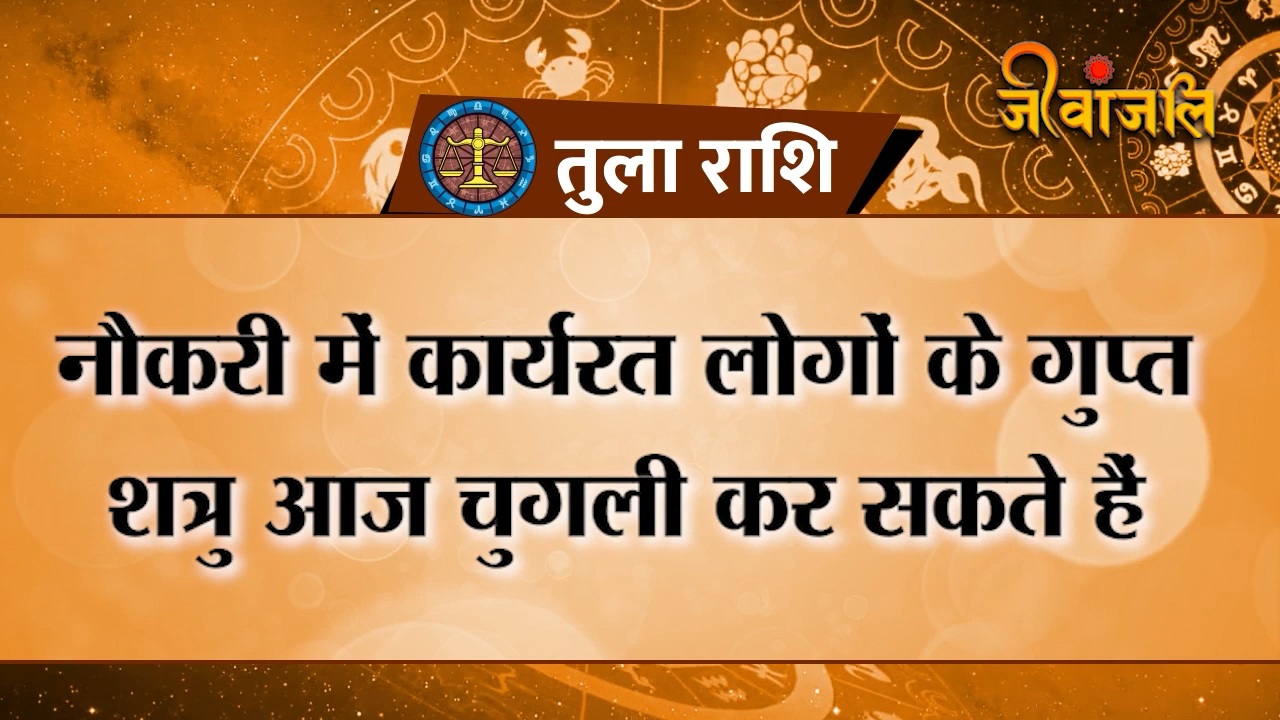 जीवांजलि
तुला राशि
नौकरी में कार्यरत लोगों के गुप्त
शत्रु आज चुगली कर सकते हैं